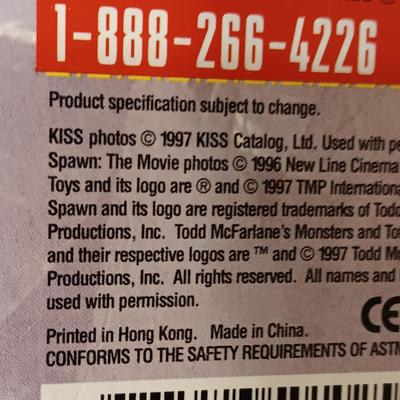 1-888-266-4226
Product specification subject to change.
KISS photos © 1997 KISS Catalog, Ltd. Used with pe
Spawn: The Movie photos © 1996 New Line Cinema
Toys and its logo are ® and © 1997 TMP Internationa
Spawn and its logo are registered trademarks of Todd
Productions, Inc. Todd McFarlane's Monsters and Tot
and their respective logos are ™ and © 1997 Todd Mc
Productions, Inc. All rights reserved. All names and
used with permission.
CE
Printed in Hong Kong. Made in China.
CONFORMS TO THE SAFETY REQUIREMENTS OF ASTM